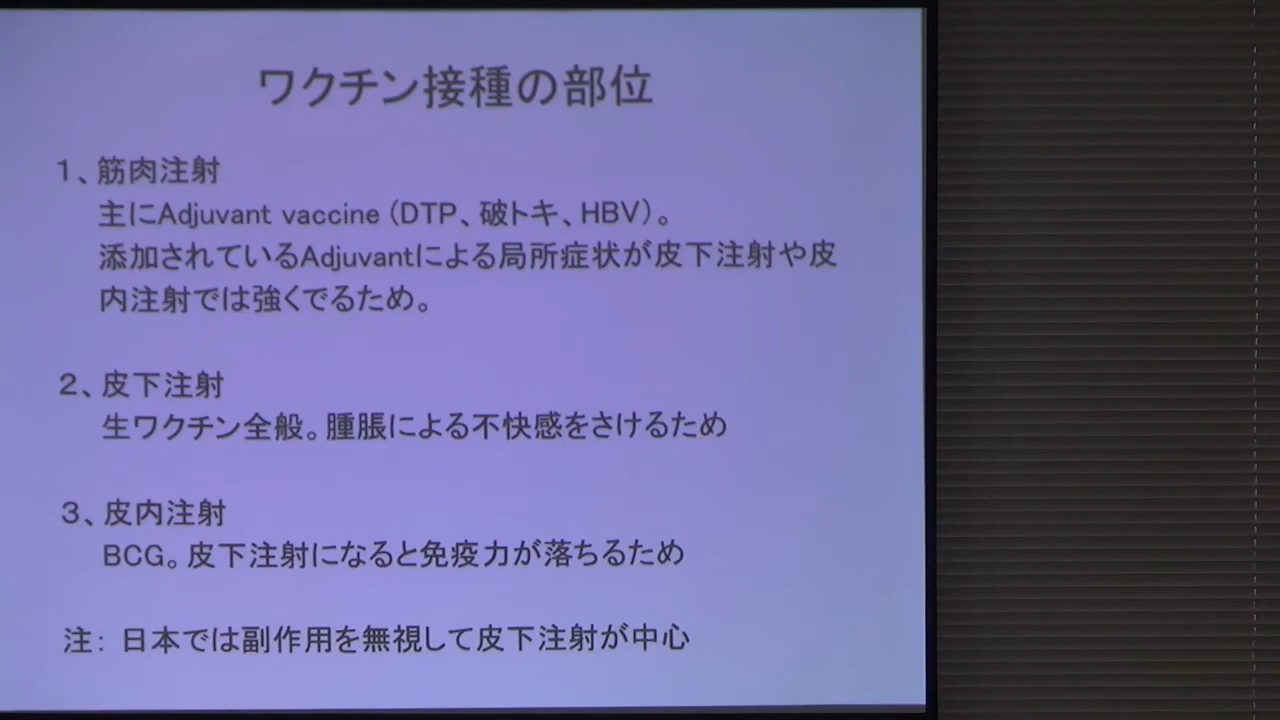 ワクチン接種の部位
１、筋肉注射
主にAdjuvant vaccine (DTP、破トキ、HBV)。
添加されているAdjuvantによる局所症状が皮下注射や皮
内注射では強くでるため。
２、皮下注射
生ワクチン全般。腫脹による不快感をさけるため
３、皮内注射
BCG。皮下注射になると免疫力が落ちるため
注： 日本では副作用を無視して皮下注射が中心